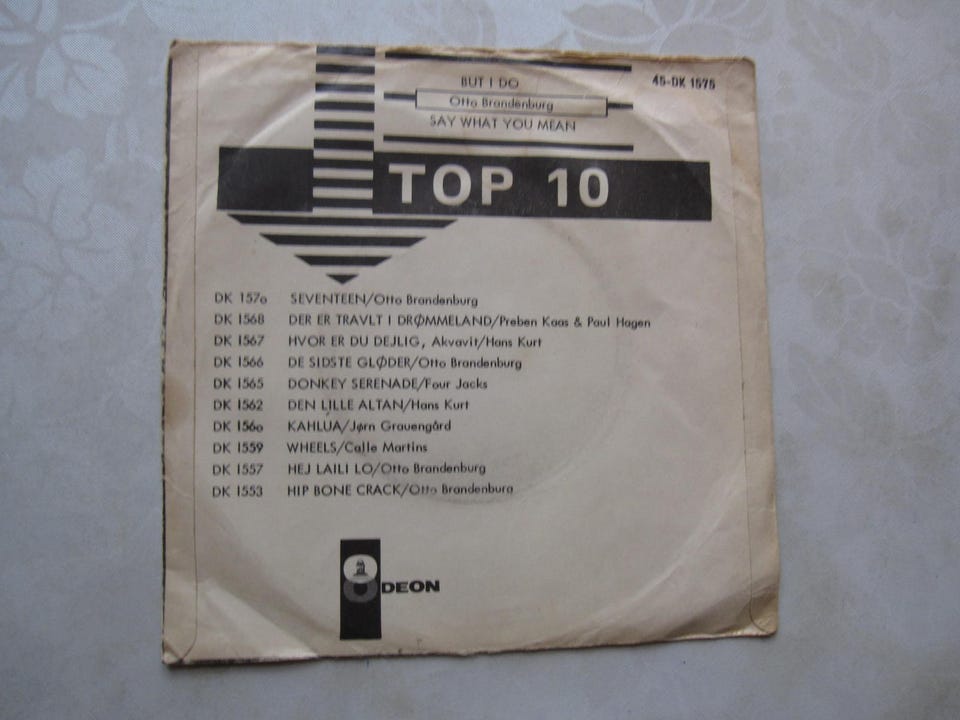 BUT I DO
45-DK 1575
Otto Brandenburg
SAY WHAT YOU MEAN
TOP 10
DK 157o SEVENTEEN/Otto Brandenburg
DK 1568 DER ER TRAVLT I DRØMMELAND/Preben Kaas & Paul Hagen
DK 1567 HVOR ER DU DEJLIG, Akvavit/Hans Kurt
DK 1566 DE SIDSTE GLØDER/Otto Brandenburg
DK 1565 DONKEY SERENADE/Four Jacks
DK 1562 DEN LILLE ALTAN/Hans Kurt
DK 156o KAHLUA/Jørn Grauengård
DK 1559 WHEELS/Calle Martins
DK 1557 HEJ LAILI LO/Otto Brandenburg
DK 1553 HIP BONE CRACK/Otto Brandenburg
ODEON